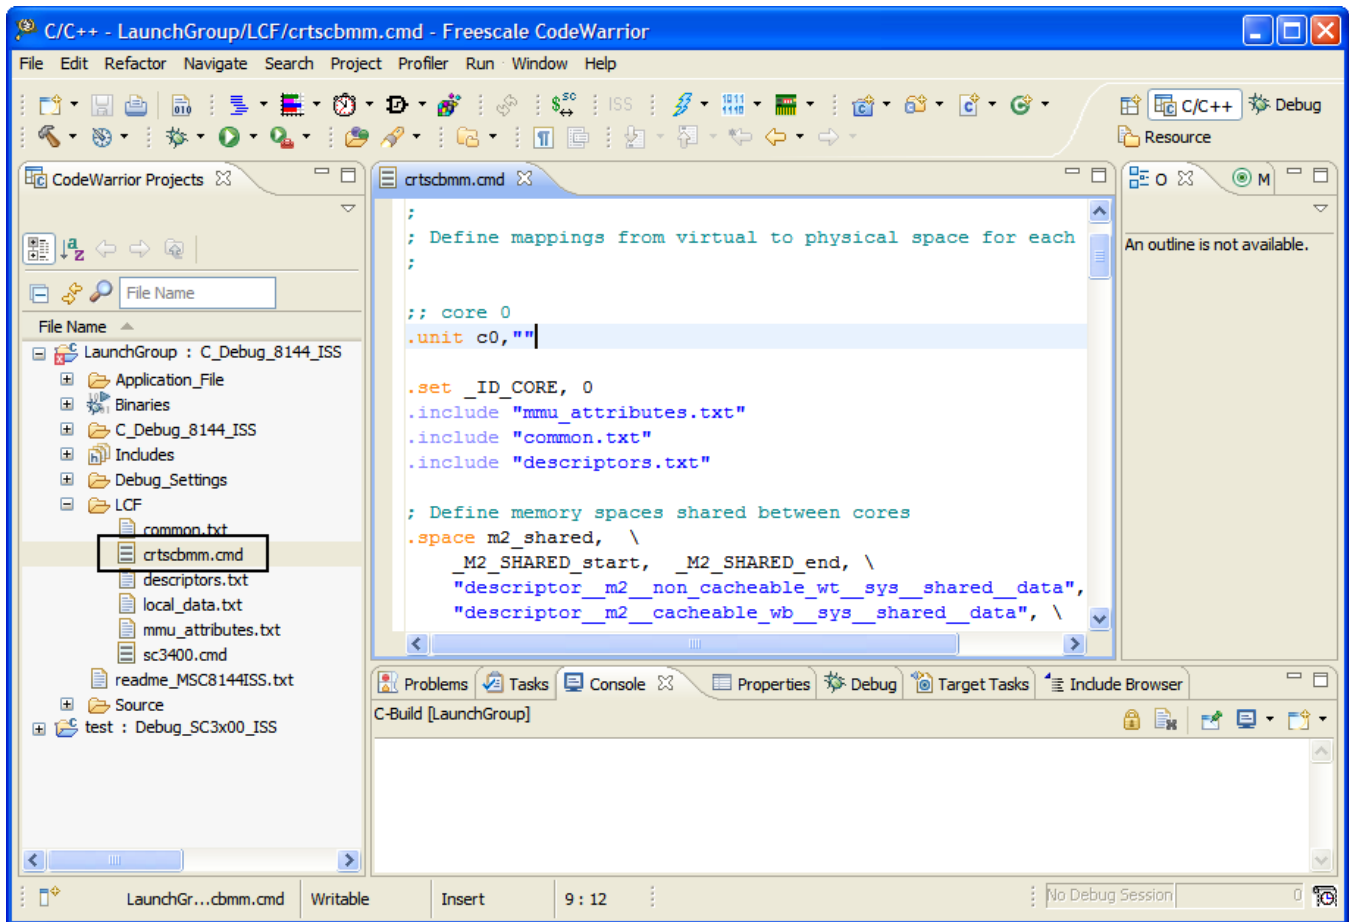 C/C++ - LaunchGroup/LCF/crtscbmm.cmd - Freescale CodeWarrior
File Edit Refactor Navigate Search Project Profiler Run Window Help
010 SC ISS 1011 1110 C/C++ Debug
Resource
CodeWarrior Projects
File Name
File Name
LaunchGroup : C_Debug_8144_ISS
Application_File
Binaries
C_Debug_8144_ISS
Includes
Debug_Settings
LCF
common.txt
crtscbmm.cmd
descriptors.txt
local_data.txt
mmu_attributes.txt
sc3400.cmd
readme_MSC8144ISS.txt
Source
test : Debug_SC3x00_ISS
crtscbmm.cmd
;
; Define mappings from virtual to physical space for each
;
;; core 0
.unit c0,""
.set _ID_CORE, 0
.include "mmu_attributes.txt"
.include "common.txt"
.include "descriptors.txt"
; Define memory spaces shared between cores
.space m2_shared, \
_M2_SHARED_start, _M2_SHARED_end, \
"descriptor__m2__non_cacheable_wt__sys__shared__data",
"descriptor__m2__cacheable_wb__sys__shared__data", \
O M
An outline is not available.
Problems Tasks Console Properties Debug Target Tasks Include Browser
C-Build [LaunchGroup]
LaunchGr...cbmm.cmd Writable Insert 9 : 12 No Debug Session 0